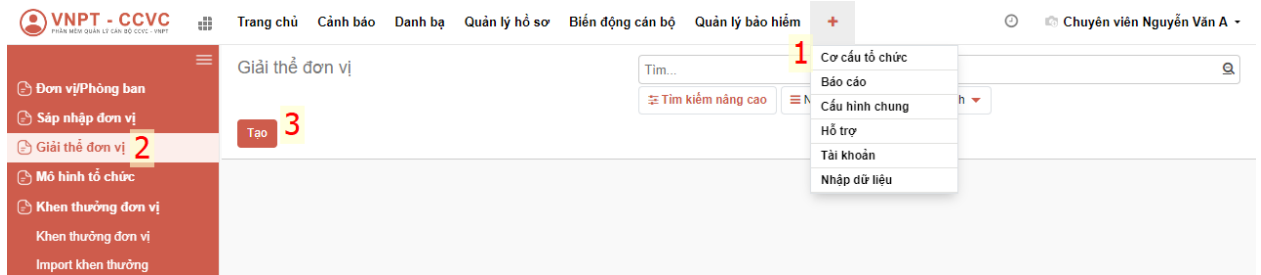 VNPT - CCVC
PHẦN MỀM QUẢN LÝ CÁN BỘ CCVC - VNPT
Trang chủ Cảnh báo Danh bạ Quản lý hồ sơ Biến động cán bộ Quản lý bảo hiểm +
Chuyên viên Nguyễn Văn A
Đơn vị/Phòng ban
Sáp nhập đơn vị
Giải thể đơn vị 2
Mô hình tổ chức
Khen thưởng đơn vị
Khen thưởng đơn vị
Import khen thưởng
Giải thể đơn vị
Tìm...
Tìm kiếm nâng cao
Tạo 3
1 Cơ cấu tổ chức
Báo cáo
Cấu hình chung
Hỗ trợ
Tài khoản
Nhập dữ liệu